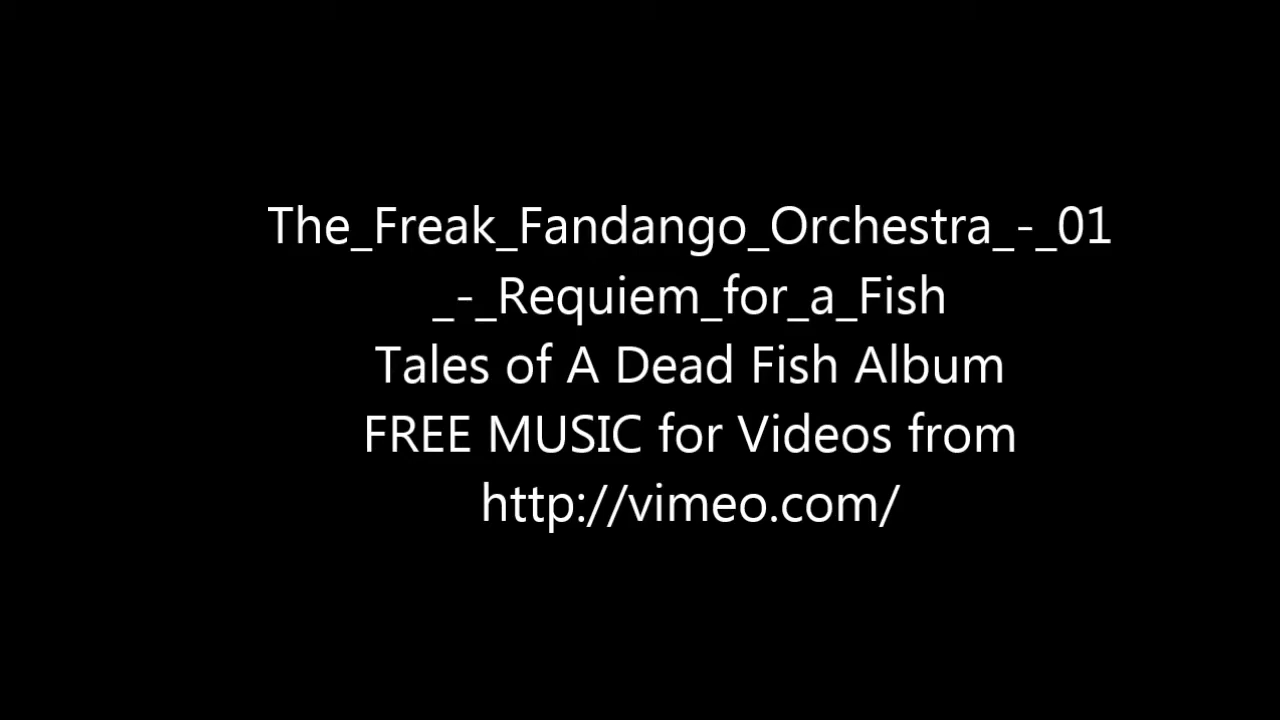 The_Freak_Fandango_Orchestra_-_01
_-_Requiem_for_a_Fish
Tales of A Dead Fish Album
FREE MUSIC for Videos from
http://vimeo.com/